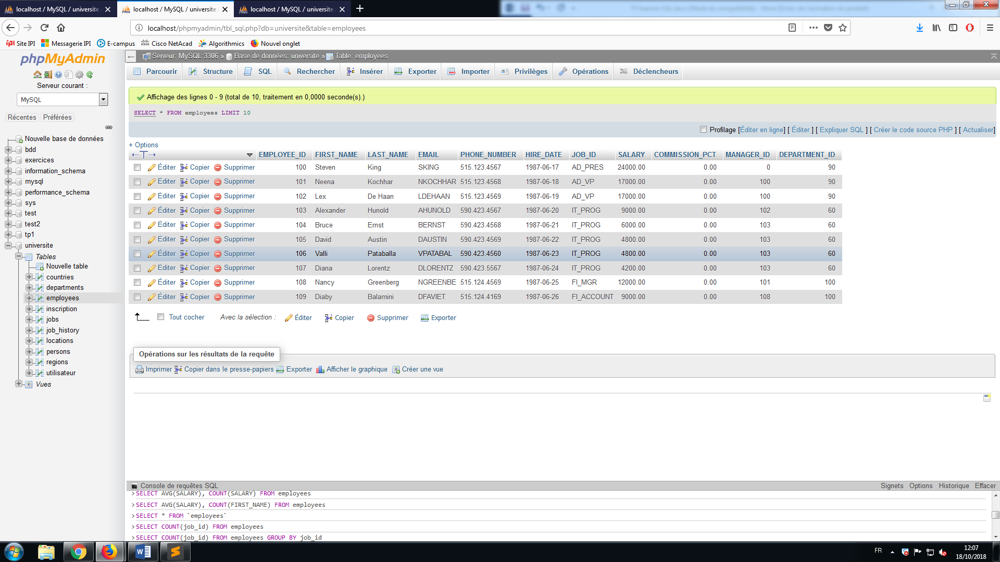 localhost / MySQL / universite
localhost / MySQL / universite
localhost / MySQL / universite
localhost/phpmyadmin/tbl_sql.php?db=universite&table=employees
Site IPI Messagerie IPI E-campus Cisco NetAcad Algorithmics Nouvel onglet
phpMyAdmin
Serveur courant :
MySQL
Récentes Préférées
Nouvelle base de données
bdd
exercices
information_schema
mysql
performance_schema
sys
test
test2
tp1
universite
Tables
Nouvelle table
countries
departments
employees
inscription
jobs
job_history
locations
persons
regions
utilisateur
Vues
Serveur: MySQL:3306 » Base de données: universite » Table: employees
Parcourir Structure SQL Rechercher Insérer Exporter Importer Privilèges Opérations Déclencheurs
Affichage des lignes 0 - 9 (total de 10, traitement en 0,0000 seconde(s).)
SELECT * FROM employees LIMIT 10
Profilage [Éditer en ligne] [ Éditer ] [ Expliquer SQL ] [ Créer le code source PHP ] [ Actualiser]
+ Options
←T→ EMPLOYEE_ID FIRST_NAME LAST_NAME EMAIL PHONE_NUMBER HIRE_DATE JOB_ID SALARY COMMISSION_PCT MANAGER_ID DEPARTMENT_ID
Éditer Copier Supprimer 100 Steven King SKING 515.123.4567 1987-06-17 AD_PRES 24000.00 0.00 0 90
Éditer Copier Supprimer 101 Neena Kochhar NKOCHHAR 515.123.4568 1987-06-18 AD_VP 17000.00 0.00 100 90
Éditer Copier Supprimer 102 Lex De Haan LDEHAAN 515.123.4569 1987-06-19 AD_VP 17000.00 0.00 100 90
Éditer Copier Supprimer 103 Alexander Hunold AHUNOLD 590.423.4567 1987-06-20 IT_PROG 9000.00 0.00 102 60
Éditer Copier Supprimer 104 Bruce Ernst BERNST 590.423.4568 1987-06-21 IT_PROG 6000.00 0.00 103 60
Éditer Copier Supprimer 105 David Austin DAUSTIN 590.423.4569 1987-06-22 IT_PROG 4800.00 0.00 103 60
Éditer Copier Supprimer 106 Valli Pataballa VPATABAL 590.423.4560 1987-06-23 IT_PROG 4800.00 0.00 103 60
Éditer Copier Supprimer 107 Diana Lorentz DLORENTZ 590.423.5567 1987-06-24 IT_PROG 4200.00 0.00 103 60
Éditer Copier Supprimer 108 Nancy Greenberg NGREENBE 515.124.4569 1987-06-25 FI_MGR 12000.00 0.00 101 100
Éditer Copier Supprimer 109 Diaby Balamini DFAVIET 515.124.4169 1987-06-26 FI_ACCOUNT 9000.00 0.00 108 100
Tout cocher Avec la sélection : Éditer Copier Supprimer Exporter
Opérations sur les résultats de la requête
Imprimer Copier dans le presse-papiers Exporter Afficher le graphique Créer une vue
Console de requêtes SQL Signets Options Historique Effacer
>SELECT AVG(SALARY), COUNT(SALARY) FROM employees
>SELECT AVG(SALARY), COUNT(FIRST_NAME) FROM employees
>SELECT * FROM `employees`
>SELECT COUNT(job_id) FROM employees
>SELECT COUNT(job_id) FROM employees GROUP BY job_id
FR
12:07
18/10/2018